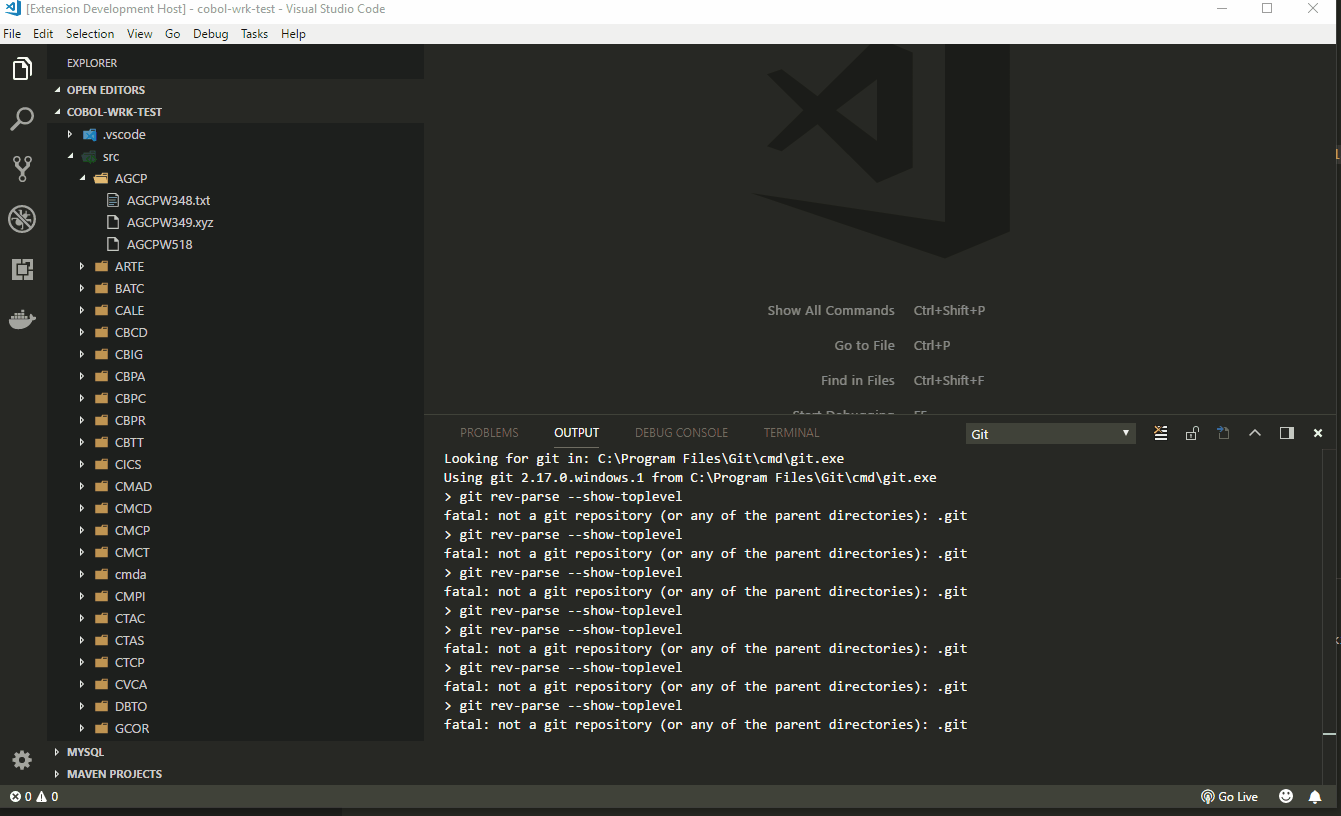 [Extension Development Host] - cobol-wrk-test - Visual Studio Code
File Edit Selection View Go Debug Tasks Help
EXPLORER
OPEN EDITORS
COBOL-WRK-TEST
.vscode
src
AGCP
AGCPW348.txt
AGCPW349.xyz
AGCPW518
ARTE
BATC
CALE
CBCD
CBIG
CBPA
CBPC
CBPR
CBTT
CICS
CMAD
CMCD
CMCP
CMCT
cmda
CMPI
CTAC
CTAS
CTCP
CVCA
DBTO
GCOR
MYSQL
MAVEN PROJECTS
Show All Commands Ctrl+Shift+P
Go to File Ctrl+P
Find in Files Ctrl+Shift+F
Start Debugging F5
PROBLEMS OUTPUT DEBUG CONSOLE TERMINAL Git
Looking for git in: C:\Program Files\Git\cmd\git.exe
Using git 2.17.0.windows.1 from C:\Program Files\Git\cmd\git.exe
> git rev-parse --show-toplevel
fatal: not a git repository (or any of the parent directories): .git
> git rev-parse --show-toplevel
fatal: not a git repository (or any of the parent directories): .git
> git rev-parse --show-toplevel
fatal: not a git repository (or any of the parent directories): .git
> git rev-parse --show-toplevel
> git rev-parse --show-toplevel
fatal: not a git repository (or any of the parent directories): .git
> git rev-parse --show-toplevel
fatal: not a git repository (or any of the parent directories): .git
> git rev-parse --show-toplevel
fatal: not a git repository (or any of the parent directories): .git
0 0 Go Live